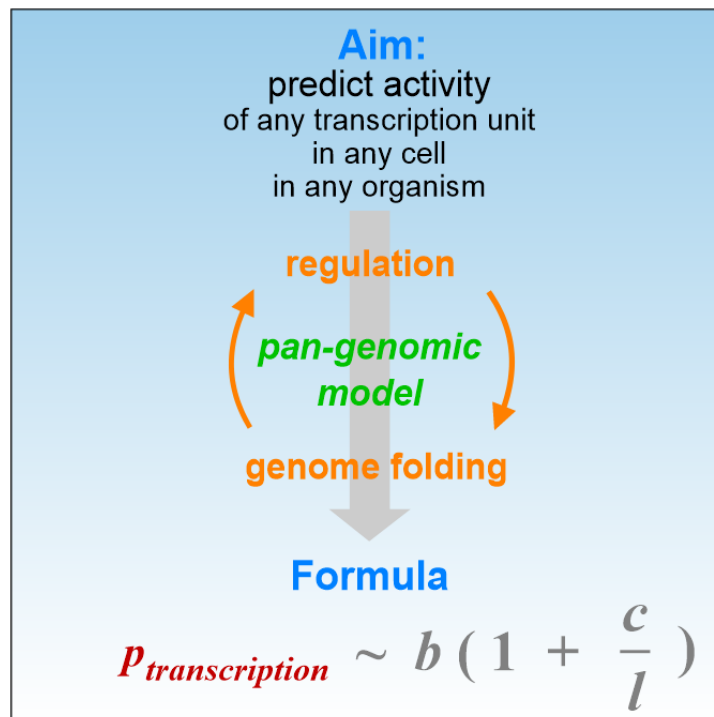 Aim:
predict activity
of any transcription unit
in any cell
in any organism
regulation
pan-genomic
model
genome folding
Formula
p_transcription ~ b ( 1 + c/l )